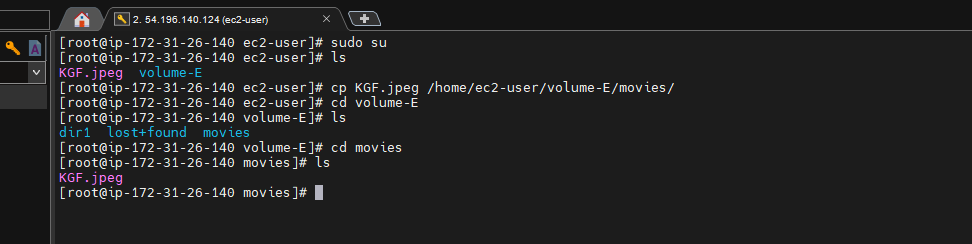 2. 54.196.140.124 (ec2-user)
[root@ip-172-31-26-140 ec2-user]# sudo su
[root@ip-172-31-26-140 ec2-user]# ls
KGF.jpeg  volume-E
[root@ip-172-31-26-140 ec2-user]# cp KGF.jpeg /home/ec2-user/volume-E/movies/
[root@ip-172-31-26-140 ec2-user]# cd volume-E
[root@ip-172-31-26-140 volume-E]# ls
dir1  lost+found  movies
[root@ip-172-31-26-140 volume-E]# cd movies
[root@ip-172-31-26-140 movies]# ls
KGF.jpeg
[root@ip-172-31-26-140 movies]#